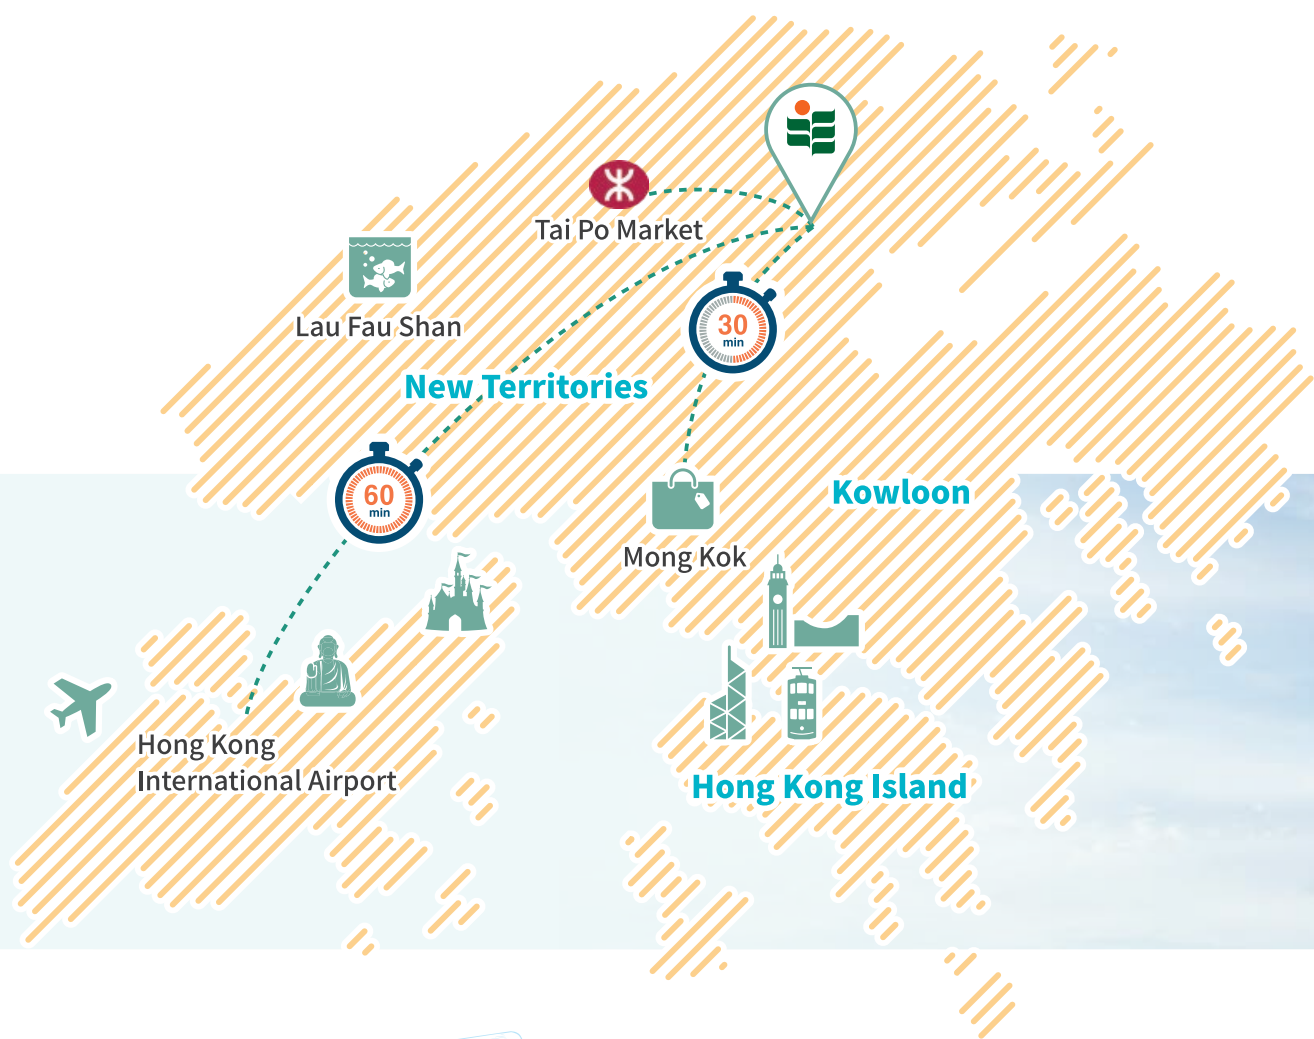 Tai Po Market
Lau Fau Shan
30
min
New Territories
60
min
Kowloon
Mong Kok
Hong Kong
International Airport
Hong Kong Island